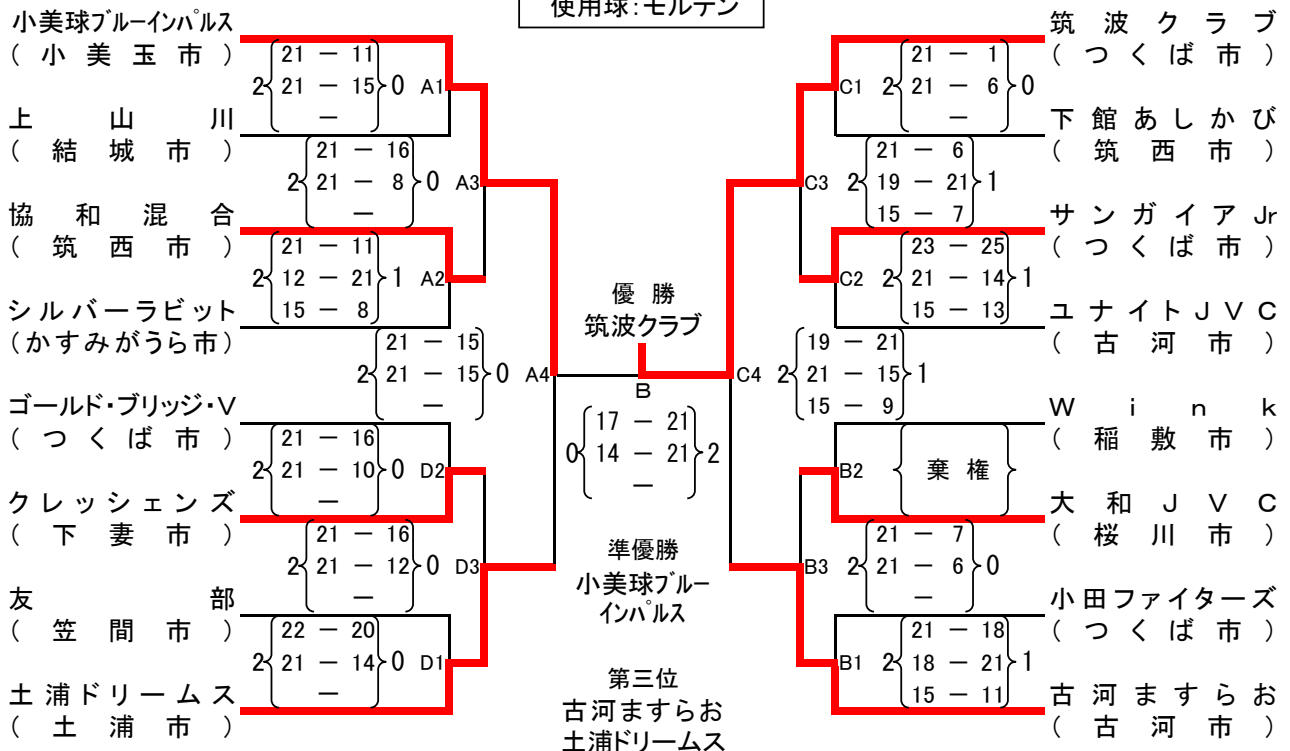 使用球：モルテン
小美球ブルーインパルス
（小美玉市）
21 － 11
2 21 － 15 0 A1
－
上山川
（結城市）
21 － 16
2 21 － 8 0 A3
－
協和混合
（筑西市）
21 － 11
2 12 － 21 1 A2
15 － 8
シルバーラビット
（かすみがうら市）
21 － 15
2 21 － 15 0 A4
－
ゴールド・ブリッジ・V
（つくば市）
21 － 16
2 21 － 10 0 D2
－
クレッシェンズ
（下妻市）
21 － 16
2 21 － 12 0 D3
－
友部
（笠間市）
22 － 20
2 21 － 14 0 D1
－
土浦ドリームス
（土浦市）
優勝
筑波クラブ
B
17 － 21
0 14 － 21 2
－
準優勝
小美球ブルー
インパルス
第三位
古河ますらお
土浦ドリームス
筑波クラブ
（つくば市）
21 － 1
C1 2 21 － 6 0
－
下館あしかび
（筑西市）
21 － 6
C3 2 19 － 21 1
15 － 7
サンガイアJr
（つくば市）
23 － 25
C2 2 21 － 14 1
15 － 13
ユナイトＪＶＣ
（古河市）
19 － 21
C4 2 21 － 15 1
15 － 9
Ｗｉｎｋ
（稲敷市）
B2 棄権
大和ＪＶＣ
（桜川市）
21 － 7
B3 2 21 － 6 0
－
小田ファイターズ
（つくば市）
21 － 18
B1 2 18 － 21 1
15 － 11
古河ますらお
（古河市）